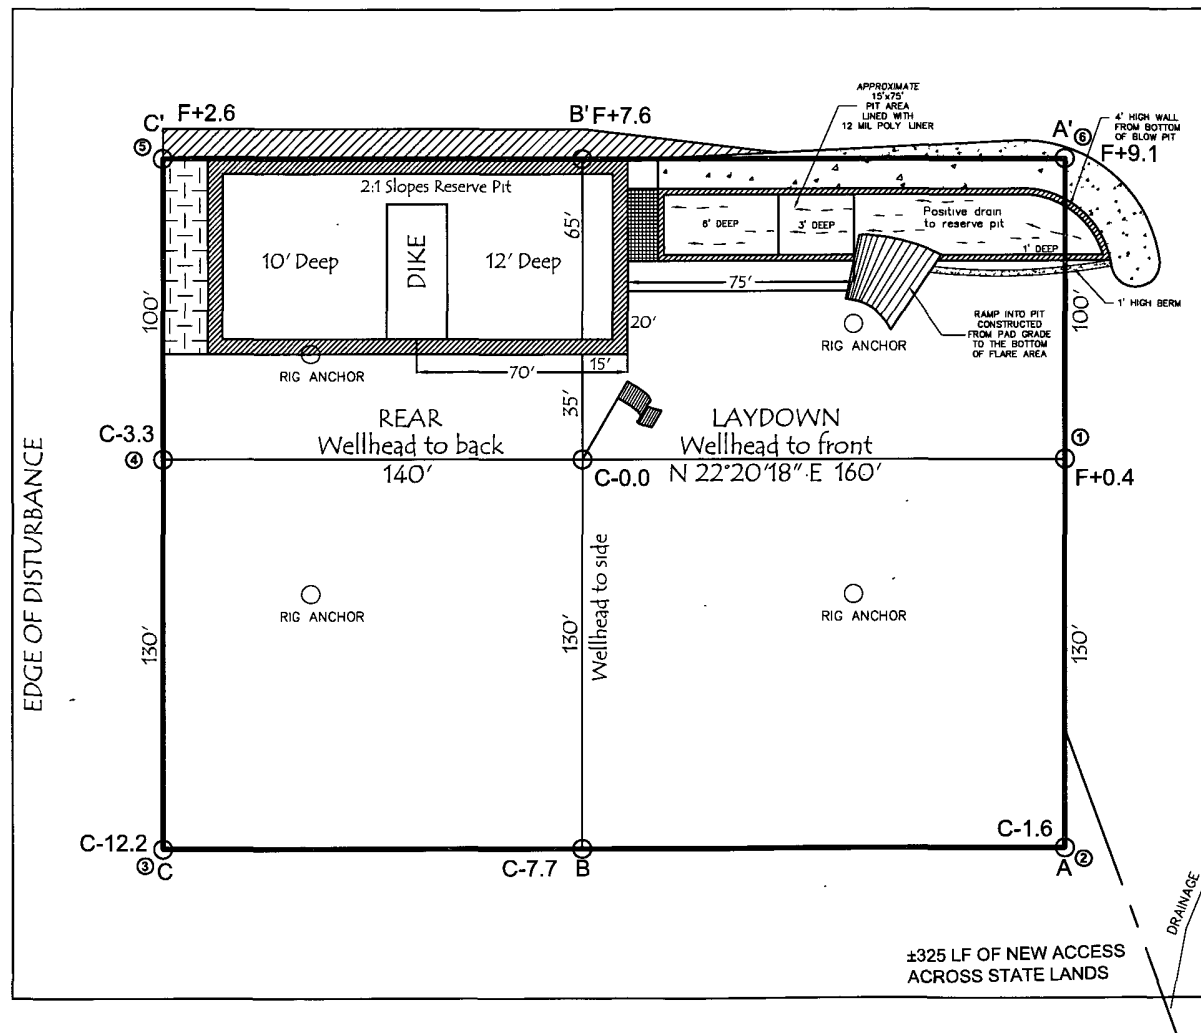 APPROXIMATE
15'x75'
PIT AREA
LINED WITH
12 MIL POLY LINER
4' HIGH WALL
FROM BOTTOM
OF BLOW PIT
C' F+2.6
B' F+7.6
A' ⑥
F+9.1
⑤
2:1 Slopes Reserve Pit
10' Deep
DIKE
12' Deep
65'
8' DEEP
3' DEEP
Positive drain
to reserve pit
1' DEEP
75'
1' HIGH BERM
100'
20'
100'
RAMP INTO PIT
CONSTRUCTED
FROM PAD GRADE
TO THE BOTTOM
OF FLARE AREA
RIG ANCHOR
RIG ANCHOR
70'
15'
35'
REAR
Wellhead to back
140'
LAYDOWN
Wellhead to front
N 22°20'18" E 160'
C-3.3
④
C-0.0
①
F+0.4
EDGE OF DISTURBANCE
RIG ANCHOR
RIG ANCHOR
130'
130'
Wellhead to side
130'
C-12.2
③ C
C-7.7 B
C-1.6
A ②
DRAINAGE
±325 LF OF NEW ACCESS
ACROSS STATE LANDS